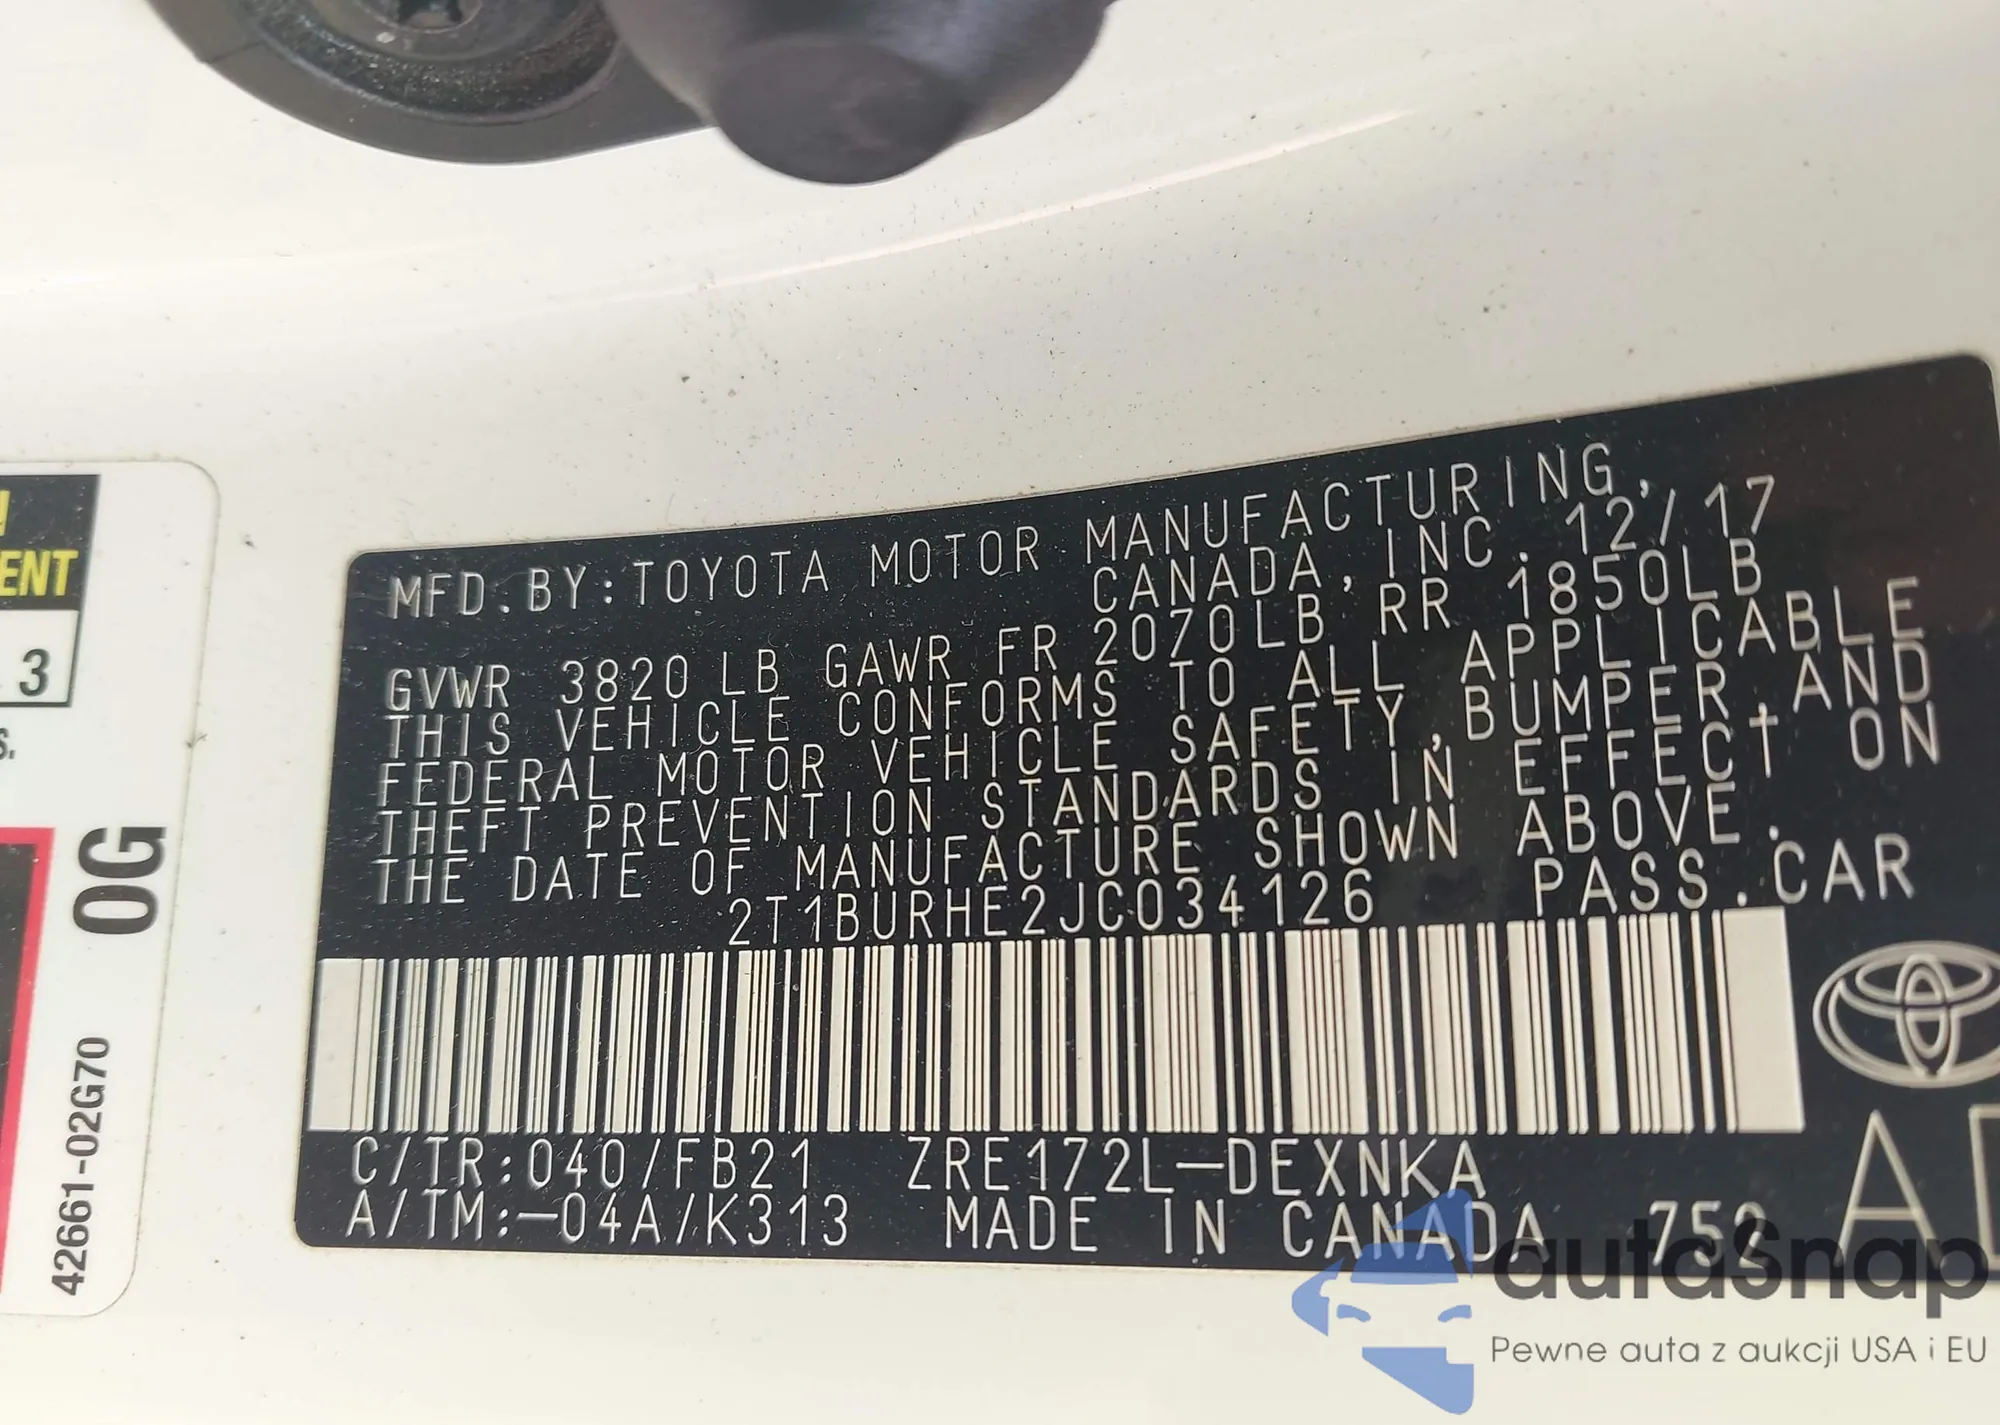 ENT
3
s.
0G
42661-02G70
MFD.BY:TOYOTA MOTOR MANUFACTURING,
CANADA, INC. 12/17
GVWR 3820 LB GAWR FR 2070LB RR 1850LB
THIS VEHICLE CONFORMS TO ALL APPLICABLE
FEDERAL MOTOR VEHICLE SAFETY,BUMPER,AND
THEFT PREVENTION STANDARDS IN EFFECT ON
THE DATE OF MANUFACTURE SHOWN ABOVE.
2T1BURHE2JC034126 PASS.CAR
C/TR:040/FB21 ZRE172L-DEXNKA
A/TM:-04A/K313 MADE IN CANADA
autoSnap
Pewne auta z aukcji USA i EU